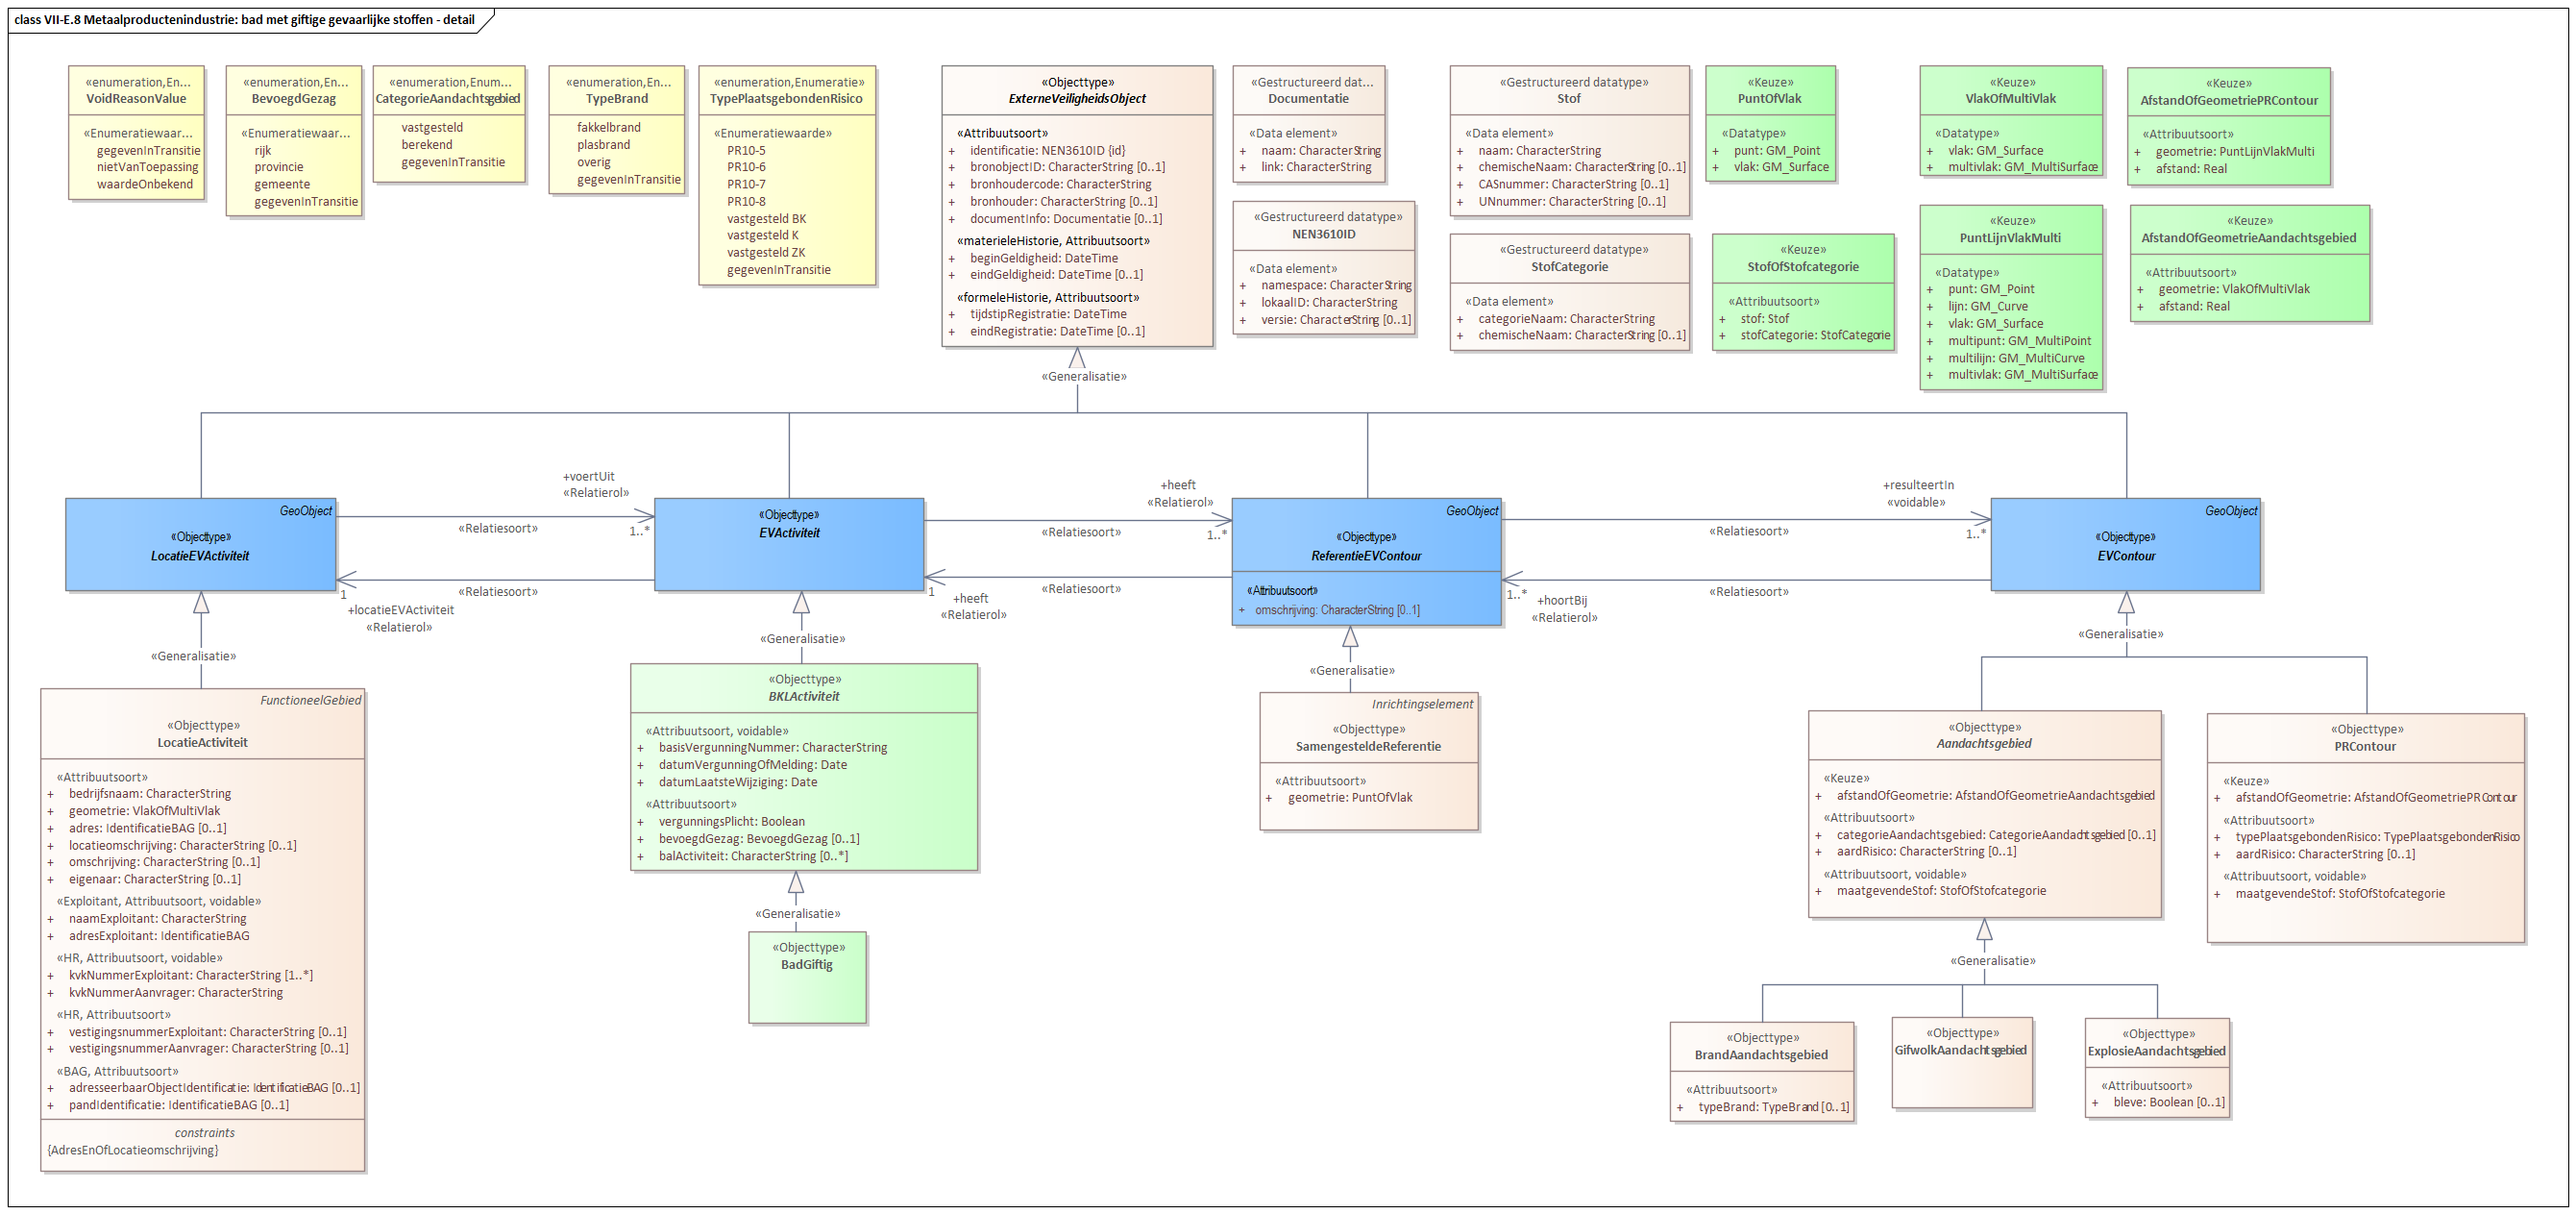 class VII-E.8 Metaalproductenindustrie: bad met giftige gevaarlijke stoffen - detail
«enumeration,En...
VoidReasonValue
«Enumeratiewaar...
gegevenInTransitie
nietVanToepassing
waardeOnbekend
«enumeration,En...
BevoegdGezag
«Enumeratiewaar...
rijk
provincie
gemeente
gegevenInTransitie
«enumeration,Enum...
CategorieAandachtsgebied
vastgesteld
berekend
gegevenInTransitie
«enumeration,En...
TypeBrand
fakkelbrand
plasbrand
overig
gegevenInTransitie
«enumeration,Enumeratie»
TypePlaatsgebondenRisico
«Enumeratiewaarde»
PR10-5
PR10-6
PR10-7
PR10-8
vastgesteld BK
vastgesteld K
vastgesteld ZK
gegevenInTransitie
«Objecttype»
ExterneVeiligheidsObject
«Attribuutsoort»
+ identificatie: NEN3610ID {id}
+ bronobjectID: CharacterString [0..1]
+ bronhoudercode: CharacterString
+ bronhouder: CharacterString [0..1]
+ documentInfo: Documentatie [0..1]
«materieleHistorie, Attribuutsoort»
+ beginGeldigheid: DateTime
+ eindGeldigheid: DateTime [0..1]
«formeleHistorie, Attribuutsoort»
+ tijdstipRegistratie: DateTime
+ eindRegistratie: DateTime [0..1]
«Gestructureerd dat...
Documentatie
«Data element»
+ naam: CharacterString
+ link: CharacterString
«Gestructureerd datatype»
NEN3610ID
«Data element»
+ namespace: CharacterString
+ lokaalID: CharacterString
+ versie: CharacterString [0..1]
«Gestructureerd datatype»
Stof
«Data element»
+ naam: CharacterString
+ chemischeNaam: CharacterString [0..1]
+ CASnummer: CharacterString [0..1]
+ UNnummer: CharacterString [0..1]
«Gestructureerd datatype»
StofCategorie
«Data element»
+ categorieNaam: CharacterString
+ chemischeNaam: CharacterString [0..1]
«Keuze»
PuntOfVlak
«Datatype»
+ punt: GM_Point
+ vlak: GM_Surface
«Keuze»
StofOfStofcategorie
«Attribuutsoort»
+ stof: Stof
+ stofCategorie: StofCategorie
«Keuze»
VlakOfMultiVlak
«Datatype»
+ vlak: GM_Surface
+ multivlak: GM_MultiSurface
«Keuze»
PuntLijnVlakMulti
«Datatype»
+ punt: GM_Point
+ lijn: GM_Curve
+ vlak: GM_Surface
+ multipunt: GM_MultiPoint
+ multilijn: GM_MultiCurve
+ multivlak: GM_MultiSurface
«Keuze»
AfstandOfGeometriePRContour
«Attribuutsoort»
+ geometrie: PuntLijnVlakMulti
+ afstand: Real
«Keuze»
AfstandOfGeometrieAandachtsgebied
«Attribuutsoort»
+ geometrie: VlakOfMultiVlak
+ afstand: Real
«Generalisatie»
GeoObject
«Objecttype»
LocatieEVActiviteit
+voertUit
«Relatierol»
1..*
«Relatiesoort»
«Relatiesoort»
1
+locatieEVActiviteit
«Relatierol»
«Objecttype»
EVActiviteit
+heeft
«Relatierol»
1..*
«Relatiesoort»
«Relatiesoort»
1
+heeft
«Relatierol»
GeoObject
«Objecttype»
ReferentieEVContour
«Attribuutsoort»
+ omschrijving: CharacterString [0..1]
+resulteertIn
«voidable»
1..*
«Relatiesoort»
«Relatiesoort»
1..*
+hoortBij
«Relatierol»
GeoObject
«Objecttype»
EVContour
«Generalisatie»
«Generalisatie»
«Generalisatie»
«Generalisatie»
FunctioneelGebied
«Objecttype»
LocatieActiviteit
«Attribuutsoort»
+ bedrijfsnaam: CharacterString
+ geometrie: VlakOfMultiVlak
+ adres: IdentificatieBAG [0..1]
+ locatieomschrijving: CharacterString [0..1]
+ omschrijving: CharacterString [0..1]
+ eigenaar: CharacterString [0..1]
«Exploitant, Attribuutsoort, voidable»
+ naamExploitant: CharacterString
+ adresExploitant: IdentificatieBAG
«HR, Attribuutsoort, voidable»
+ kvkNummerExploitant: CharacterString [1..*]
+ kvkNummerAanvrager: CharacterString
«HR, Attribuutsoort»
+ vestigingsnummerExploitant: CharacterString [0..1]
+ vestigingsnummerAanvrager: CharacterString [0..1]
«BAG, Attribuutsoort»
+ adresseerbaarObjectIdentificatie: IdentificatieBAG [0..1]
+ pandIdentificatie: IdentificatieBAG [0..1]
constraints
{AdresEnOfLocatieomschrijving}
«Objecttype»
BKLActiviteit
«Attribuutsoort, voidable»
+ basisVergunningNummer: CharacterString
+ datumVergunningOfMelding: Date
+ datumLaatsteWijziging: Date
«Attribuutsoort»
+ vergunningsPlicht: Boolean
+ bevoegdGezag: BevoegdGezag [0..1]
+ balActiviteit: CharacterString [0..*]
«Generalisatie»
«Objecttype»
BadGiftig
Inrichtingselement
«Objecttype»
SamengesteldeReferentie
«Attribuutsoort»
+ geometrie: PuntOfVlak
«Objecttype»
Aandachtsgebied
«Keuze»
+ afstandOfGeometrie: AfstandOfGeometrieAandachtsgebied
«Attribuutsoort»
+ categorieAandachtsgebied: CategorieAandachtsgebied [0..1]
+ aardRisico: CharacterString [0..1]
«Attribuutsoort, voidable»
+ maatgevendeStof: StofOfStofcategorie
«Objecttype»
PRContour
«Keuze»
+ afstandOfGeometrie: AfstandOfGeometriePRContour
«Attribuutsoort»
+ typePlaatsgebondenRisico: TypePlaatsgebondenRisico
+ aardRisico: CharacterString [0..1]
«Attribuutsoort, voidable»
+ maatgevendeStof: StofOfStofcategorie
«Generalisatie»
«Objecttype»
BrandAandachtsgebied
«Attribuutsoort»
+ typeBrand: TypeBrand [0..1]
«Objecttype»
GifwolkAandachtsgebied
«Objecttype»
ExplosieAandachtsgebied
«Attribuutsoort»
+ bleve: Boolean [0..1]